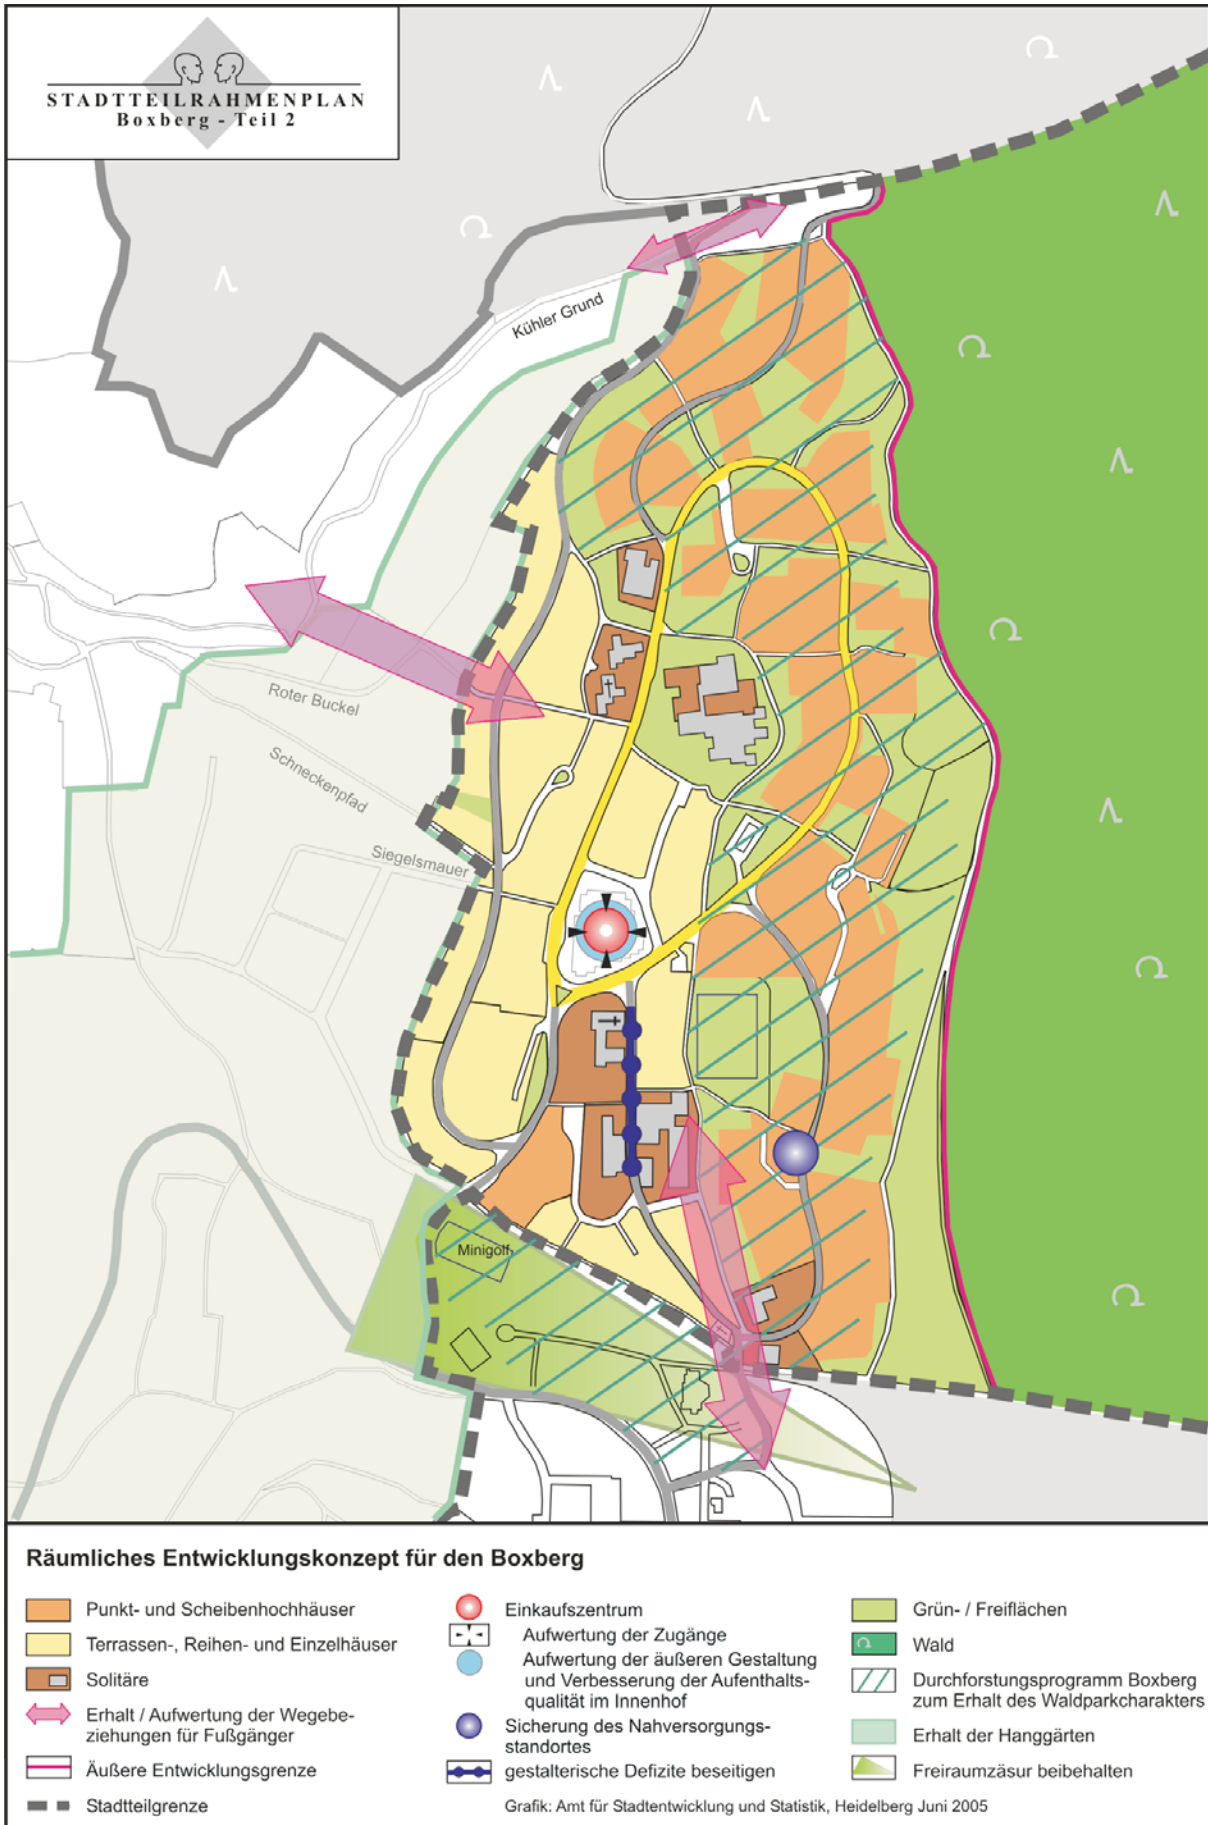 STADTTEILRAHMENPLAN
Boxberg - Teil 2
Kühler Grund
Roter Buckel
Schneckenpfad
Siegelsmauer
Minigolf
Räumliches Entwicklungskonzept für den Boxberg
Punkt- und Scheibenhochhäuser
Terrassen-, Reihen- und Einzelhäuser
Solitäre
Erhalt / Aufwertung der Wegebe-
ziehungen für Fußgänger
Äußere Entwicklungsgrenze
Stadtteilgrenze
Einkaufszentrum
Aufwertung der Zugänge
Aufwertung der äußeren Gestaltung
und Verbesserung der Aufenthalts-
qualität im Innenhof
Sicherung des Nahversorgungs-
standortes
gestalterische Defizite beseitigen
Grün- / Freiflächen
Wald
Durchforstungsprogramm Boxberg
zum Erhalt des Waldparkcharakters
Erhalt der Hanggärten
Freiraumzäsur beibehalten
Grafik: Amt für Stadtentwicklung und Statistik, Heidelberg Juni 2005